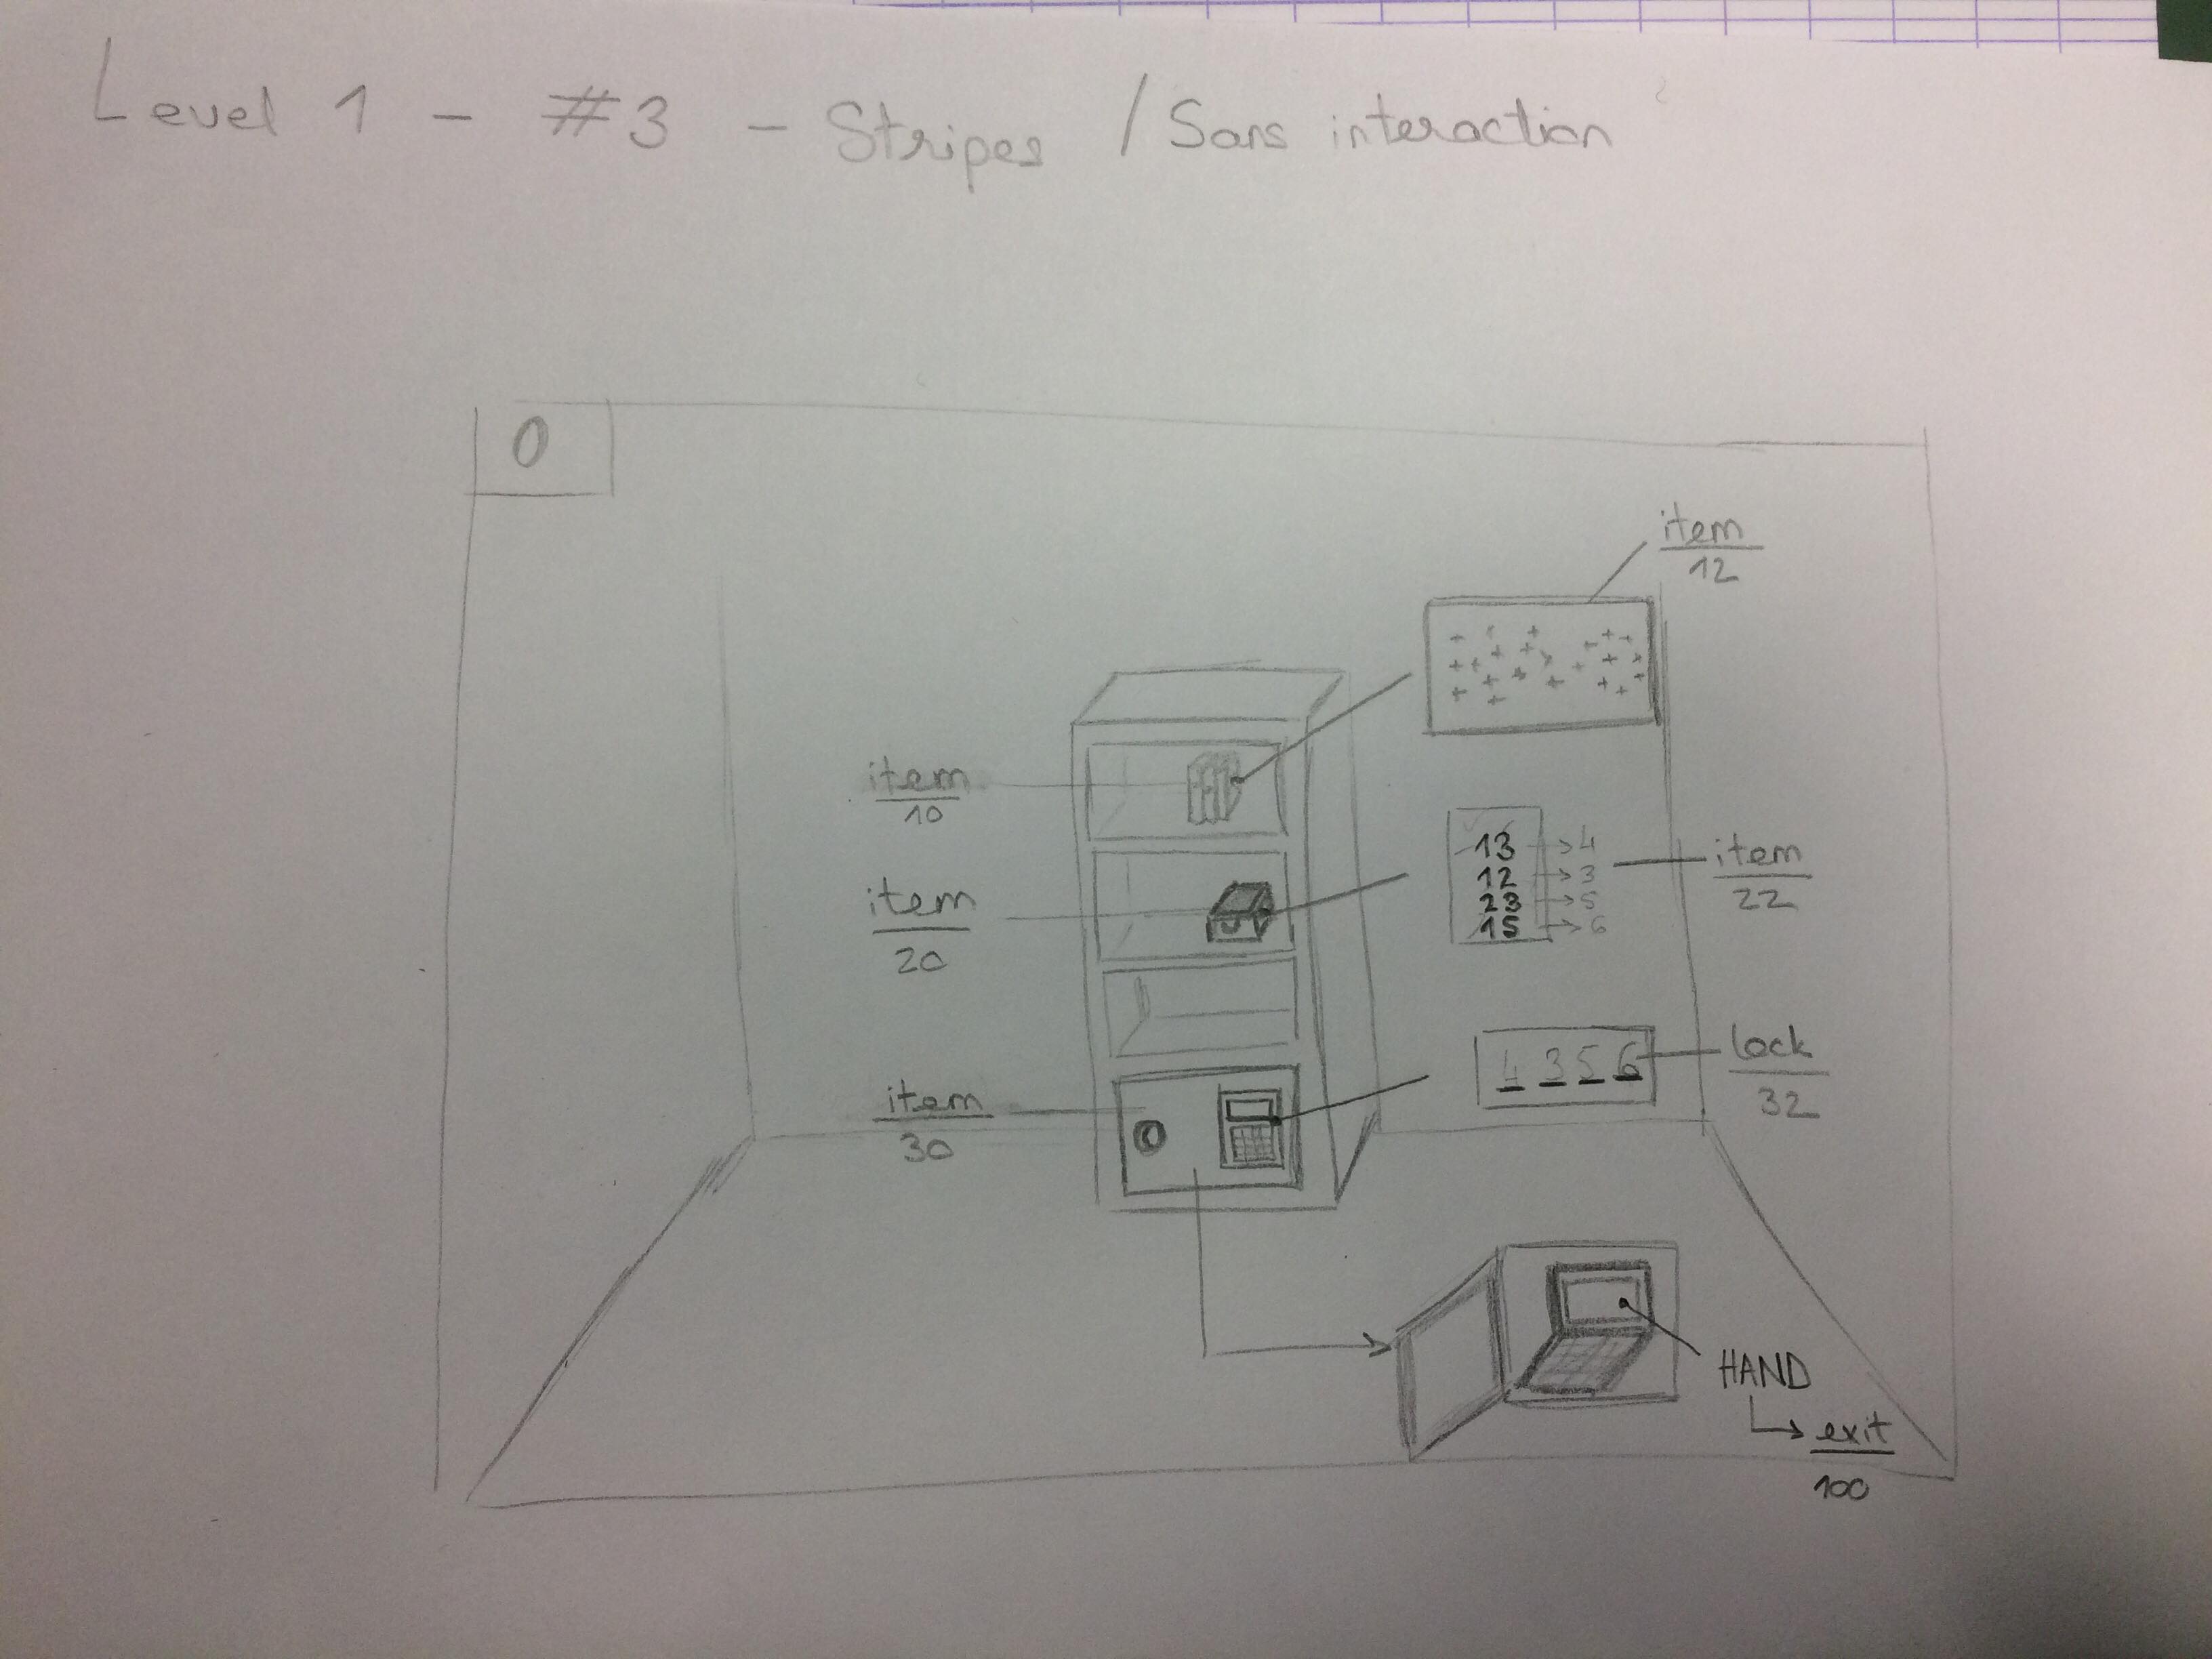 Level 1 - #3 - Stripes / Sans interaction
0
item
12
item
10
13 → 4
12 → 3
23 → 5
15 → 6
item
22
item
20
4 3 5 6
lock
32
item
30
HAND
↳ exit
100